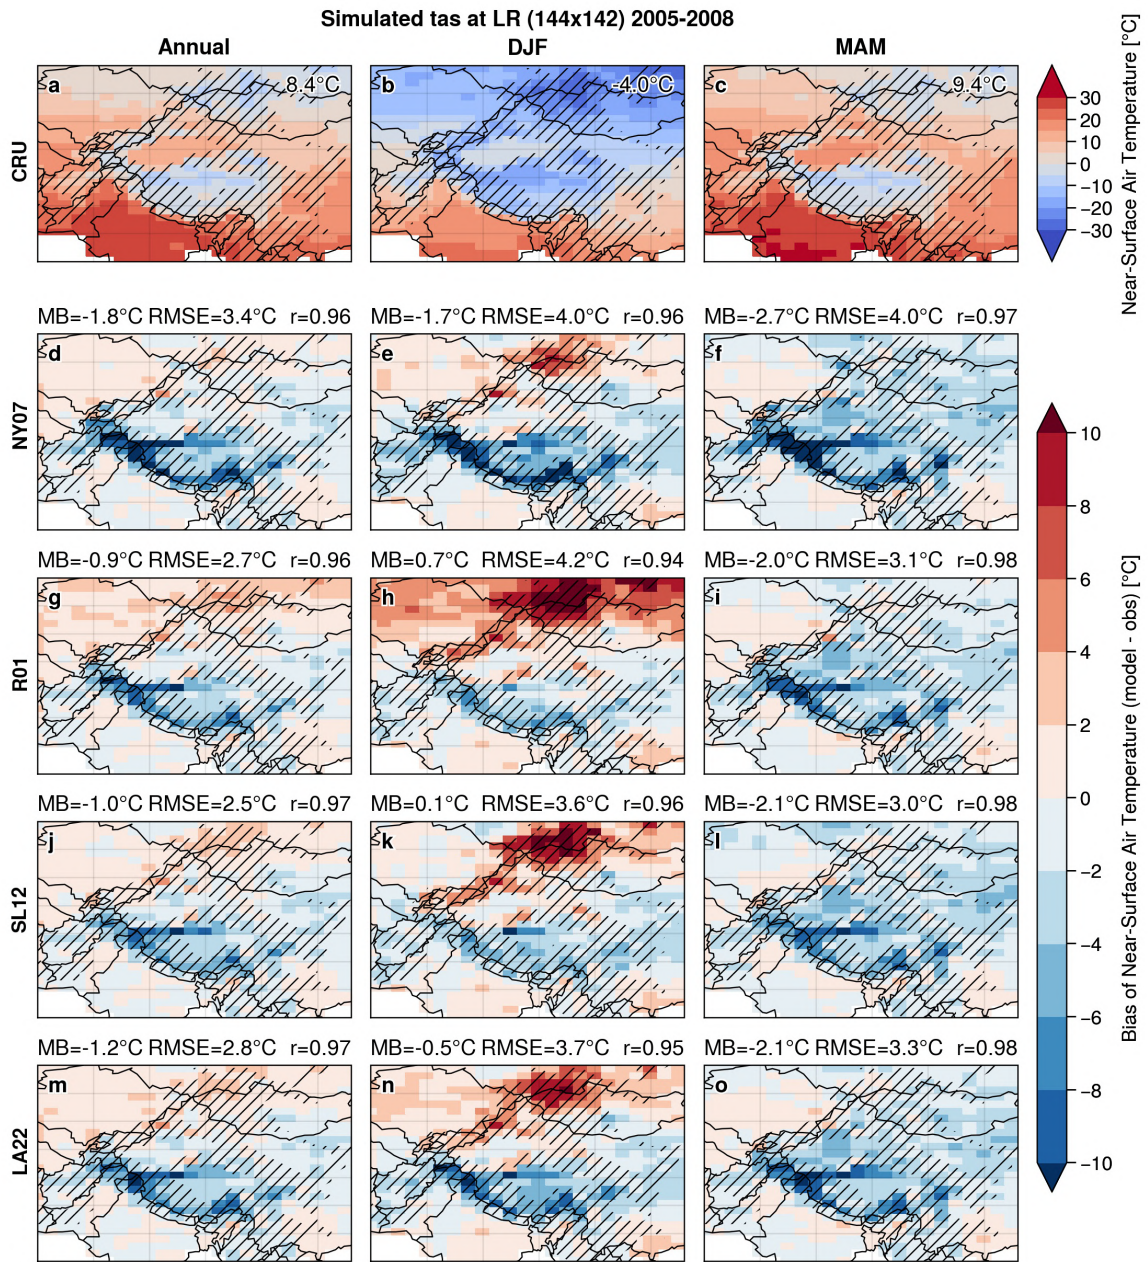 Simulated tas at LR (144x142) 2005-2008
Annual DJF MAM
CRU
a 8.4°C
b -4.0°C
c 9.4°C
30
20
10
0
−10
−20
−30
Near-Surface Air Temperature [°C]
MB=-1.8°C RMSE=3.4°C r=0.96
MB=-1.7°C RMSE=4.0°C r=0.96
MB=-2.7°C RMSE=4.0°C r=0.97
NY07
d
e
f
MB=-0.9°C RMSE=2.7°C r=0.96
MB=0.7°C RMSE=4.2°C r=0.94
MB=-2.0°C RMSE=3.1°C r=0.98
R01
g
h
i
MB=-1.0°C RMSE=2.5°C r=0.97
MB=0.1°C RMSE=3.6°C r=0.96
MB=-2.1°C RMSE=3.0°C r=0.98
SL12
j
k
l
MB=-1.2°C RMSE=2.8°C r=0.97
MB=-0.5°C RMSE=3.7°C r=0.95
MB=-2.1°C RMSE=3.3°C r=0.98
LA22
m
n
o
10
8
6
4
2
0
−2
−4
−6
−8
−10
Bias of Near-Surface Air Temperature (model - obs) [°C]